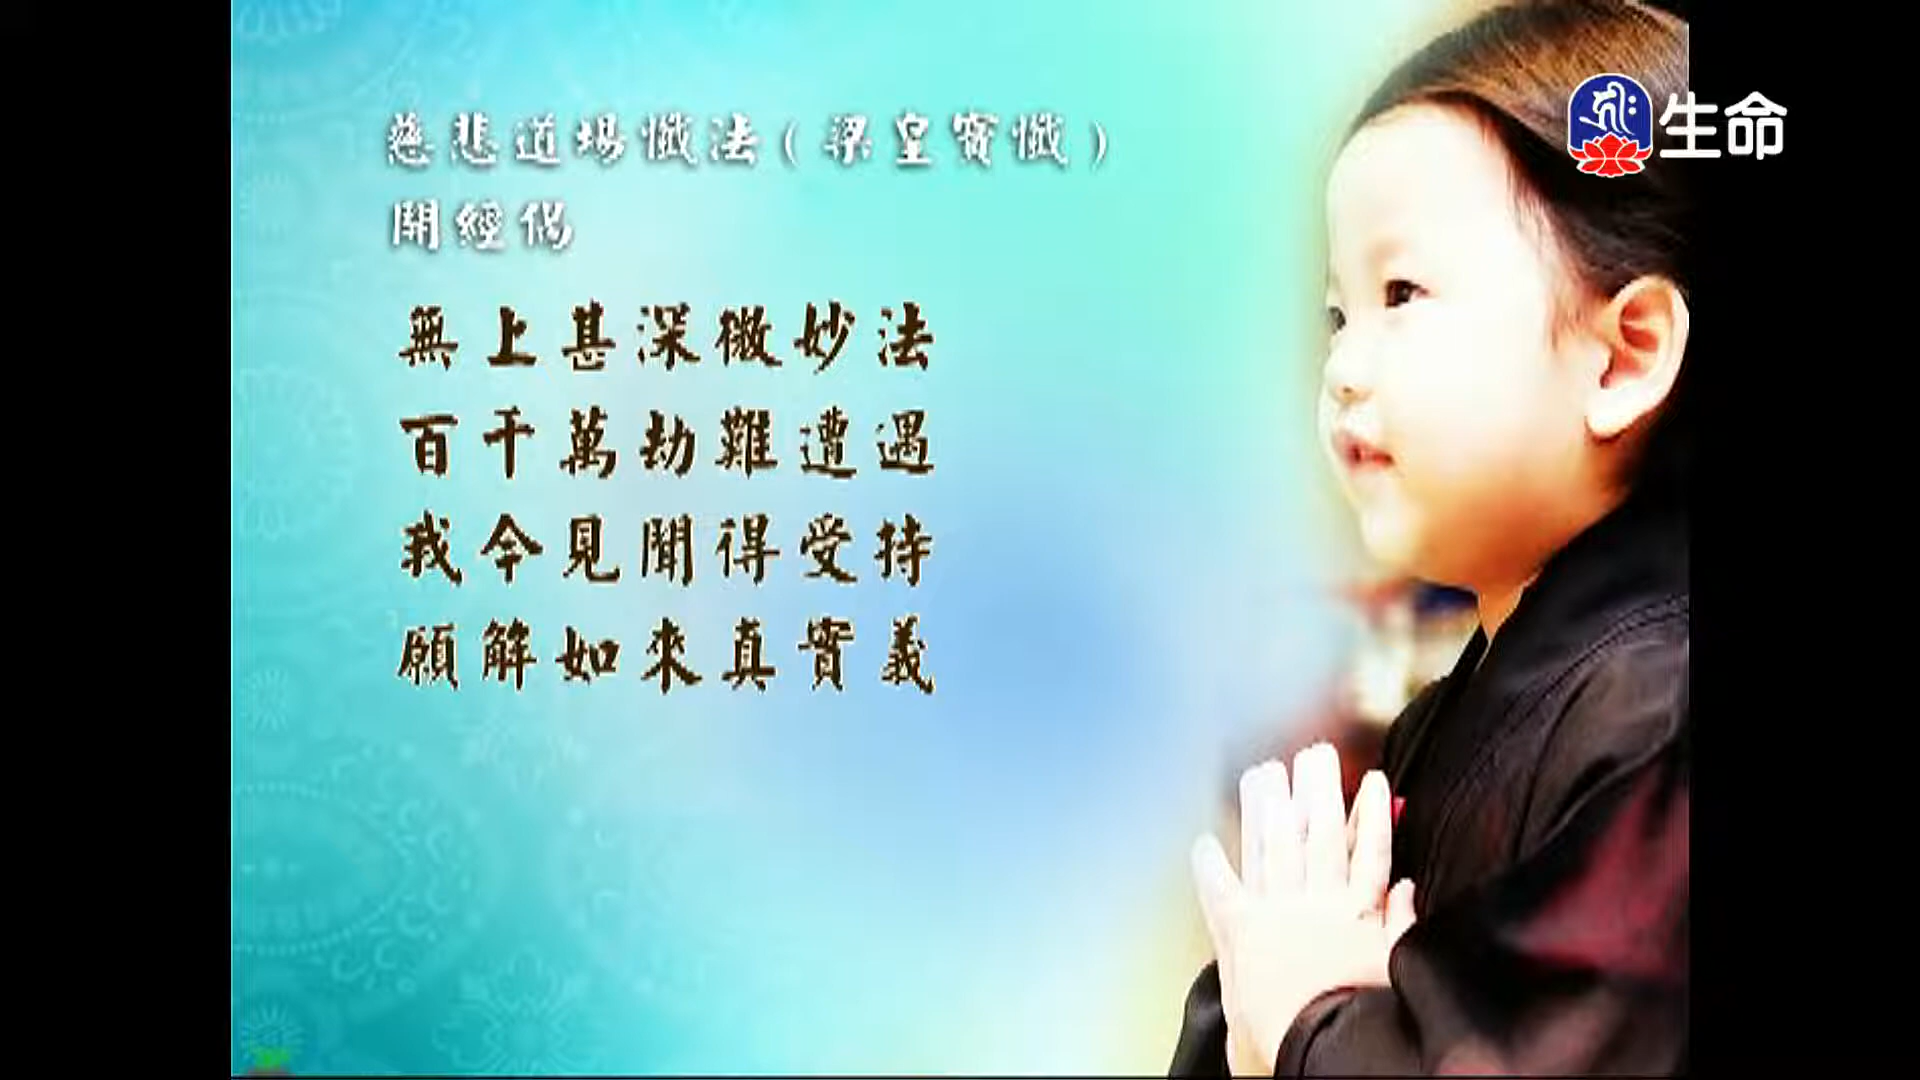 慈悲道場懺法(梁皇寶懺)
開經偈
無上甚深微妙法
百千萬劫難遭遇
我今見聞得受持
願解如來真實義
生命